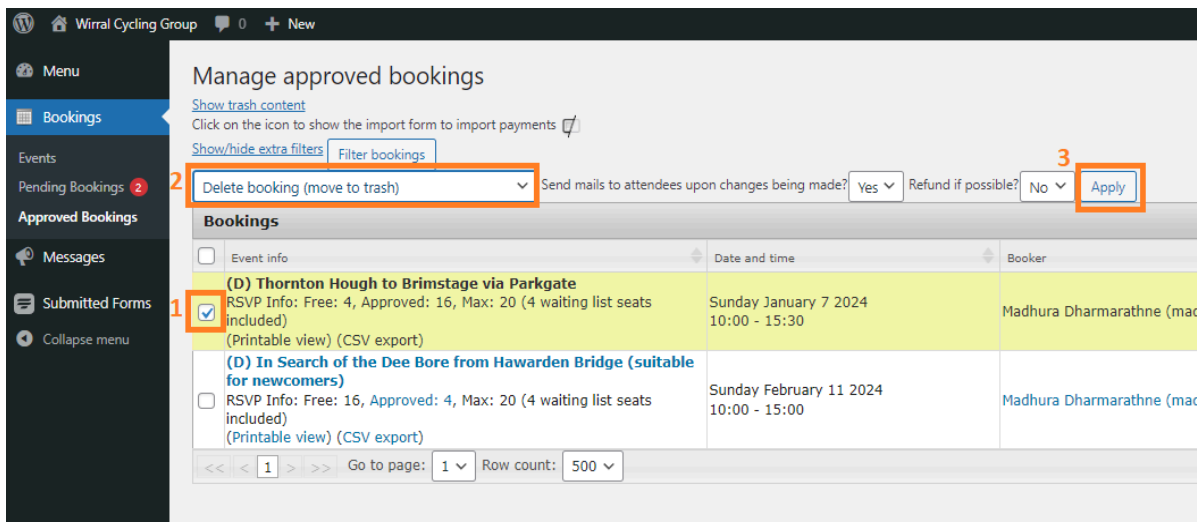 Wirral Cycling Group 0 + New
Menu
Bookings
Events
Pending Bookings 2
Approved Bookings
Messages
Submitted Forms
Collapse menu
Manage approved bookings
Show trash content
Click on the icon to show the import form to import payments
Show/hide extra filters Filter bookings
3
2 Delete booking (move to trash) Send mails to attendees upon changes being made? Yes Refund if possible? No Apply
Bookings
Event info Date and time Booker
1
(D) Thornton Hough to Brimstage via Parkgate
RSVP Info: Free: 4, Approved: 16, Max: 20 (4 waiting list seats
included)
(Printable view) (CSV export)
Sunday January 7 2024
10:00 - 15:30
Madhura Dharmarathne (mad
(D) In Search of the Dee Bore from Hawarden Bridge (suitable
for newcomers)
RSVP Info: Free: 16, Approved: 4, Max: 20 (4 waiting list seats
included)
(Printable view) (CSV export)
Sunday February 11 2024
10:00 - 15:00
Madhura Dharmarathne (mad
<< < 1 > >> Go to page: 1 Row count: 500